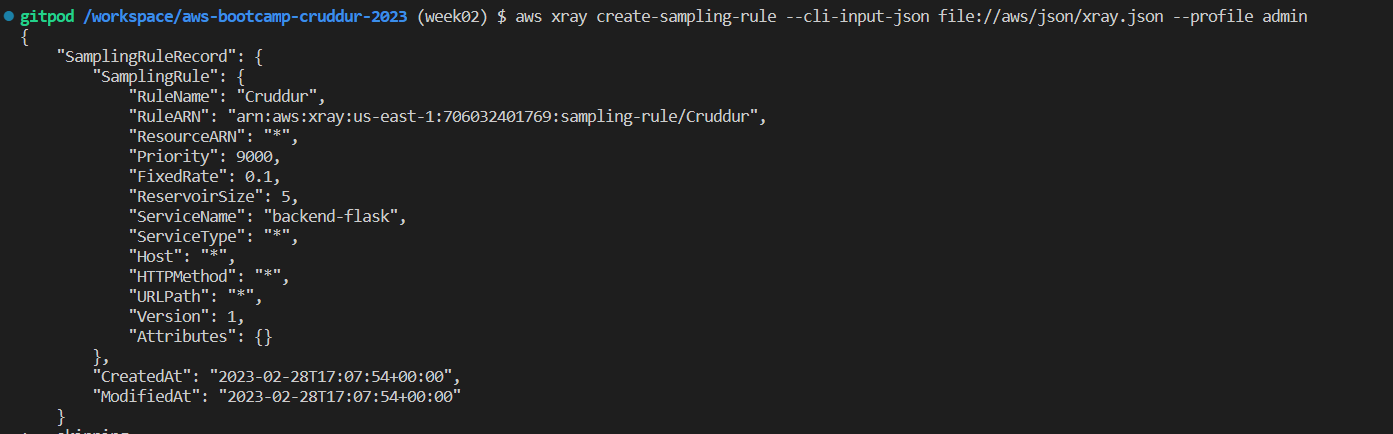 gitpod /workspace/aws-bootcamp-cruddur-2023 (week02) $ aws xray create-sampling-rule --cli-input-json file://aws/json/xray.json --profile admin
{
    "SamplingRuleRecord": {
        "SamplingRule": {
            "RuleName": "Cruddur",
            "RuleARN": "arn:aws:xray:us-east-1:706032401769:sampling-rule/Cruddur",
            "ResourceARN": "*",
            "Priority": 9000,
            "FixedRate": 0.1,
            "ReservoirSize": 5,
            "ServiceName": "backend-flask",
            "ServiceType": "*",
            "Host": "*",
            "HTTPMethod": "*",
            "URLPath": "*",
            "Version": 1,
            "Attributes": {}
        },
        "CreatedAt": "2023-02-28T17:07:54+00:00",
        "ModifiedAt": "2023-02-28T17:07:54+00:00"
    }